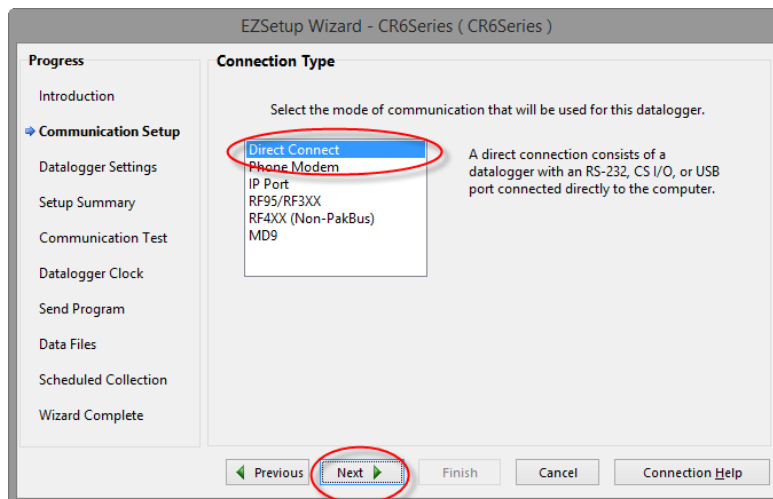 EZSetup Wizard - CR6Series ( CR6Series )
Progress
Introduction
Communication Setup
Datalogger Settings
Setup Summary
Communication Test
Datalogger Clock
Send Program
Data Files
Scheduled Collection
Wizard Complete
Connection Type
Select the mode of communication that will be used for this datalogger.
Direct Connect
Phone Modem
IP Port
RF95/RF3XX
RF4XX (Non-PakBus)
MD9
A direct connection consists of a
datalogger with an RS-232, CS I/O, or USB
port connected directly to the computer.
Previous
Next
Finish
Cancel
Connection Help